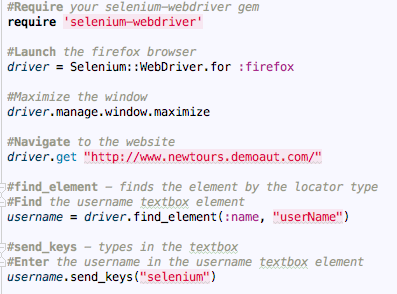 #Require your selenium-webdriver gem
require 'selenium-webdriver'
#Launch the firefox browser
driver = Selenium::WebDriver.for :firefox
#Maximize the window
driver.manage.window.maximize
#Navigate to the website
driver.get "http://www.newtours.demoaut.com/"
#find_element – finds the element by the locator type
#Find the username textbox element
username = driver.find_element(:name, "userName")
#send_keys – types in the textbox
#Enter the username in the username textbox element
username.send_keys("selenium")